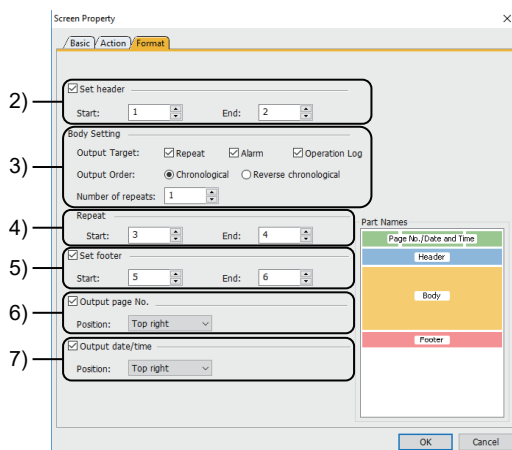 Screen Property
Basic Action Format
2) Set header
Start: 1 End: 2
3) Body Setting
Output Target: Repeat Alarm Operation Log
Output Order: Chronological Reverse chronological
Number of repeats: 1
4) Repeat
Start: 3 End: 4
5) Set footer
Start: 5 End: 6
6) Output page No.
Position: Top right
7) Output date/time
Position: Top right
Part Names
Page No./Date and Time
Header
Body
Footer
OK Cancel